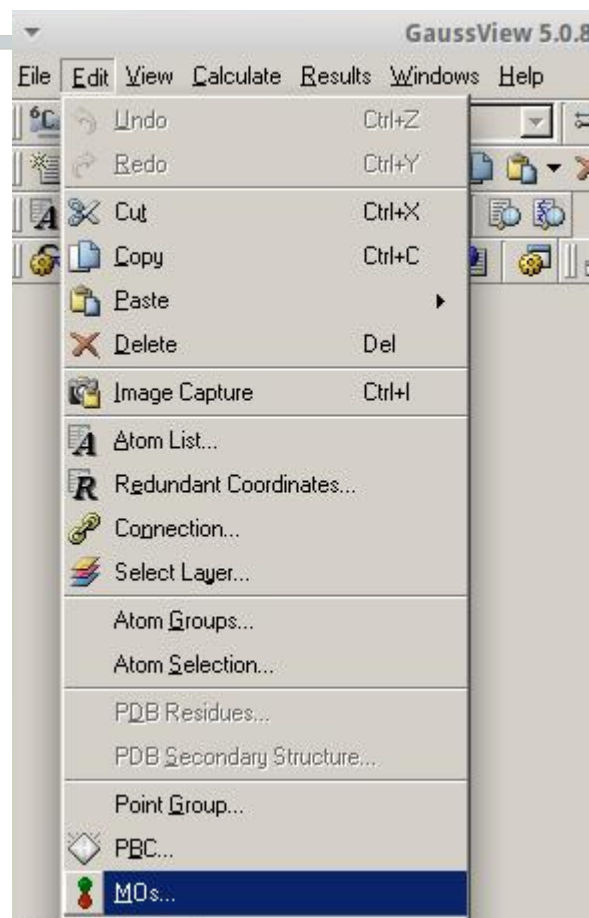 GaussView 5.0.8
File Edit View Calculate Results Windows Help
Undo Ctrl+Z
Redo Ctrl+Y
Cut Ctrl+X
Copy Ctrl+C
Paste
Delete Del
Image Capture Ctrl+I
A Atom List...
R Redundant Coordinates...
Connection...
Select Layer...
Atom Groups...
Atom Selection...
PDB Residues...
PDB Secondary Structure...
Point Group...
PBC...
MOs...